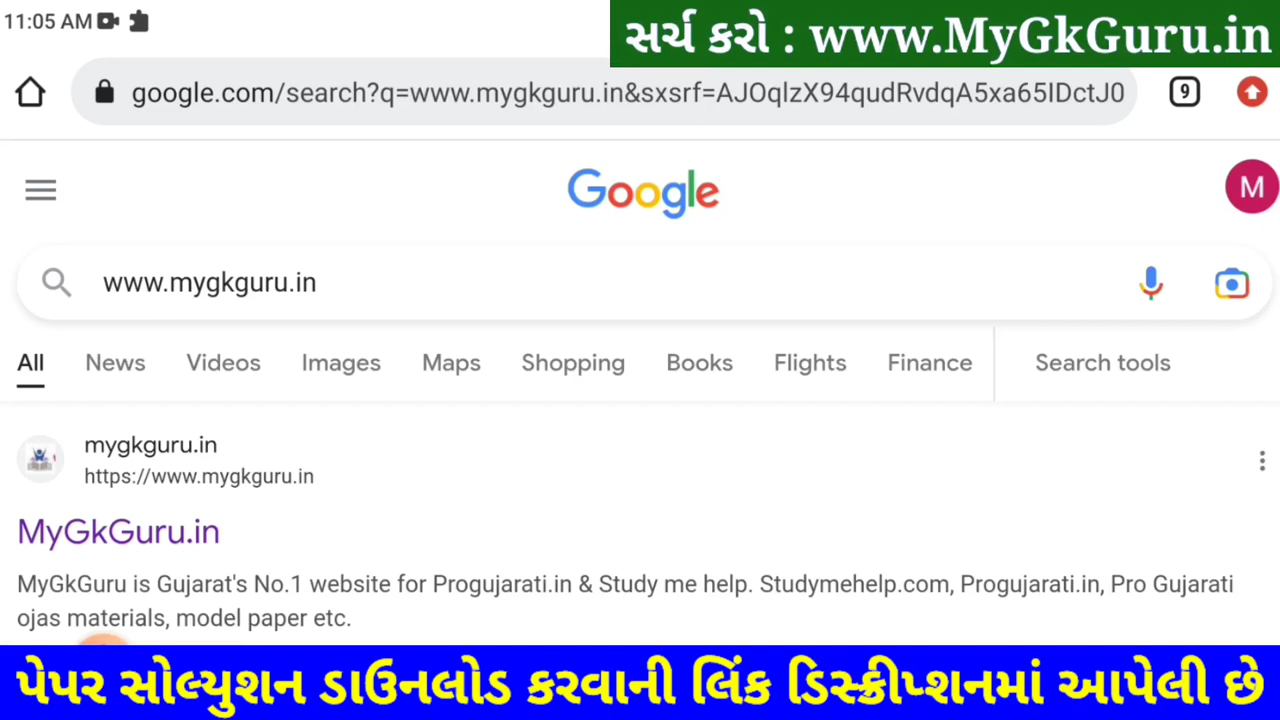 11:05 AM
સર્ચ કરો : www.MyGkGuru.in
google.com/search?q=www.mygkguru.in&sxsrf=AJOqlzX94qudRvdqA5xa65IDctJ0
9
Google
M
www.mygkguru.in
All News Videos Images Maps Shopping Books Flights Finance Search tools
mygkguru.in
https://www.mygkguru.in
MyGkGuru.in
MyGkGuru is Gujarat's No.1 website for Progujarati.in & Study me help. Studymehelp.com, Progujarati.in, Pro Gujarati
ojas materials, model paper etc.
પેપર સોલ્યુશન ડાઉનલોડ કરવાની લિંક ડિસ્ક્રીપ્શનમાં આપેલી છે